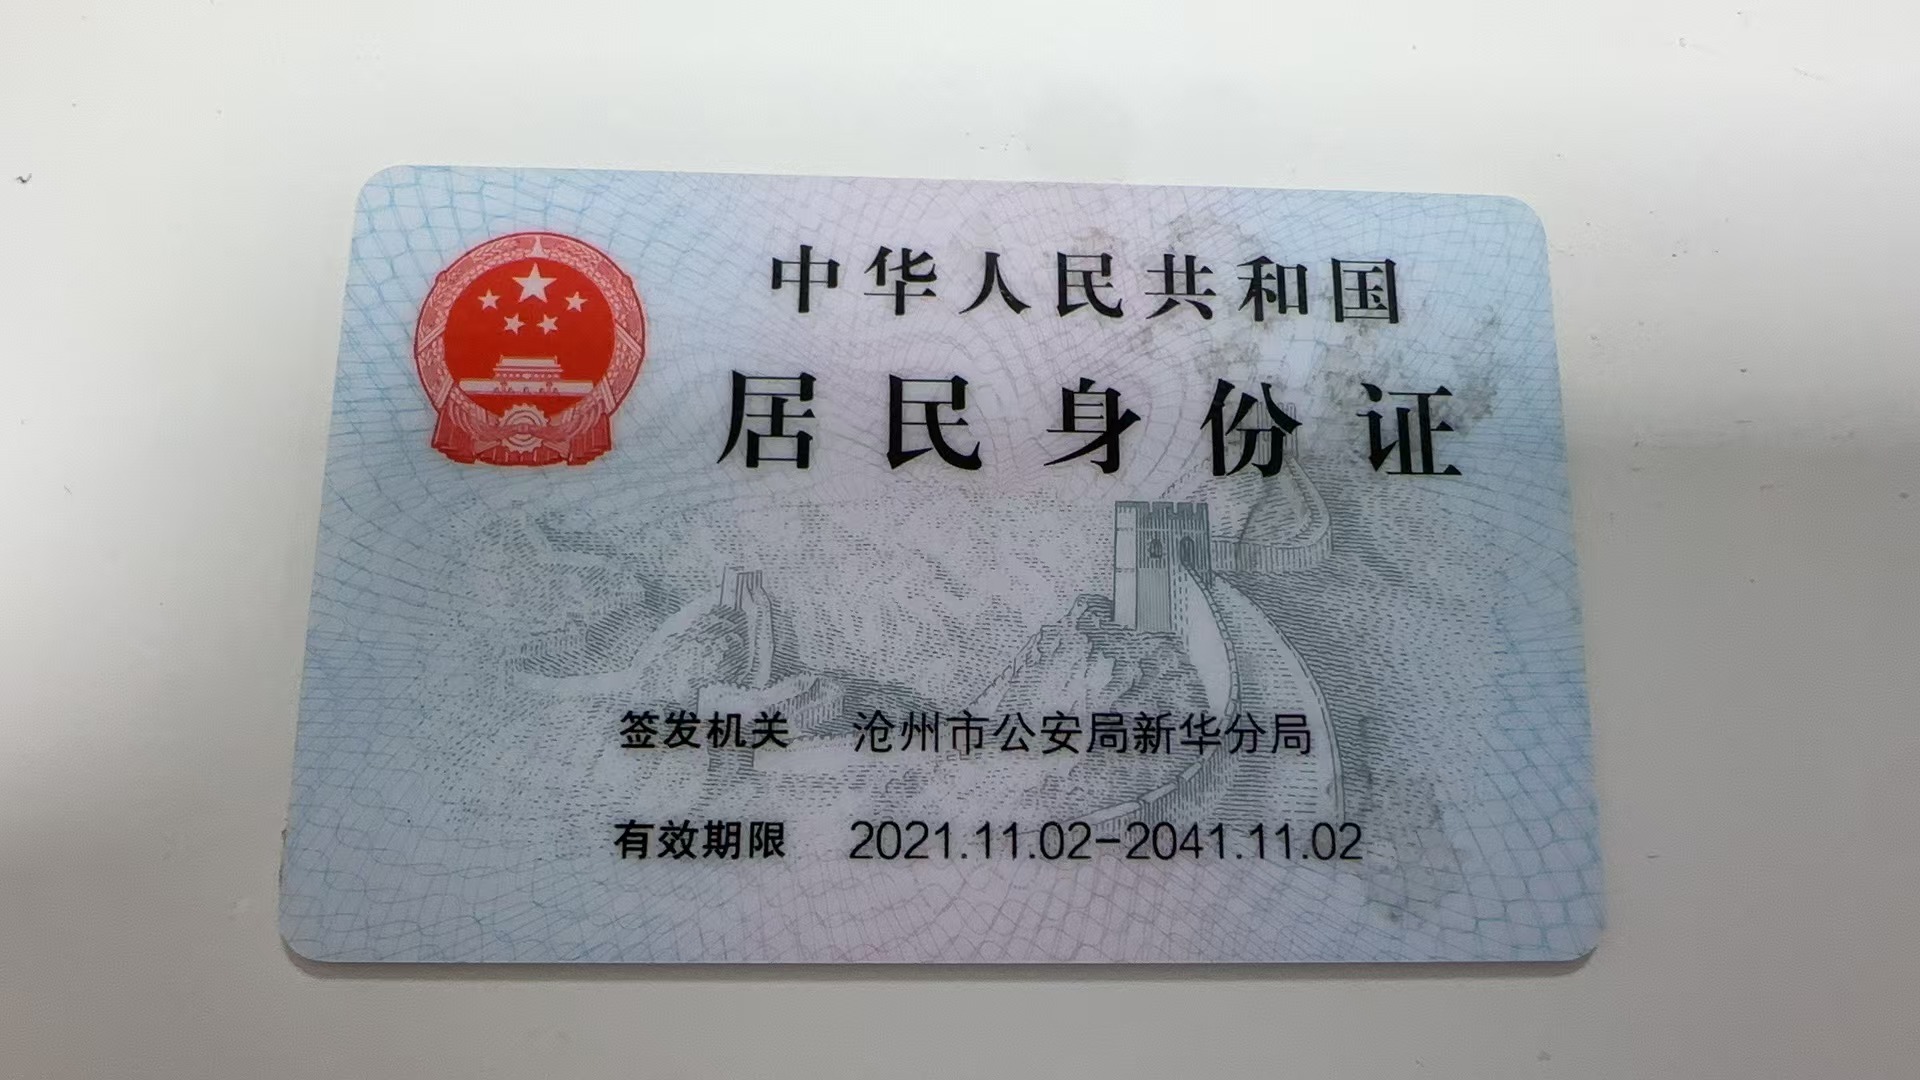 中华人民共和国
居民身份证
签发机关 沧州市公安局新华分局
有效期限 2021.11.02-2041.11.02